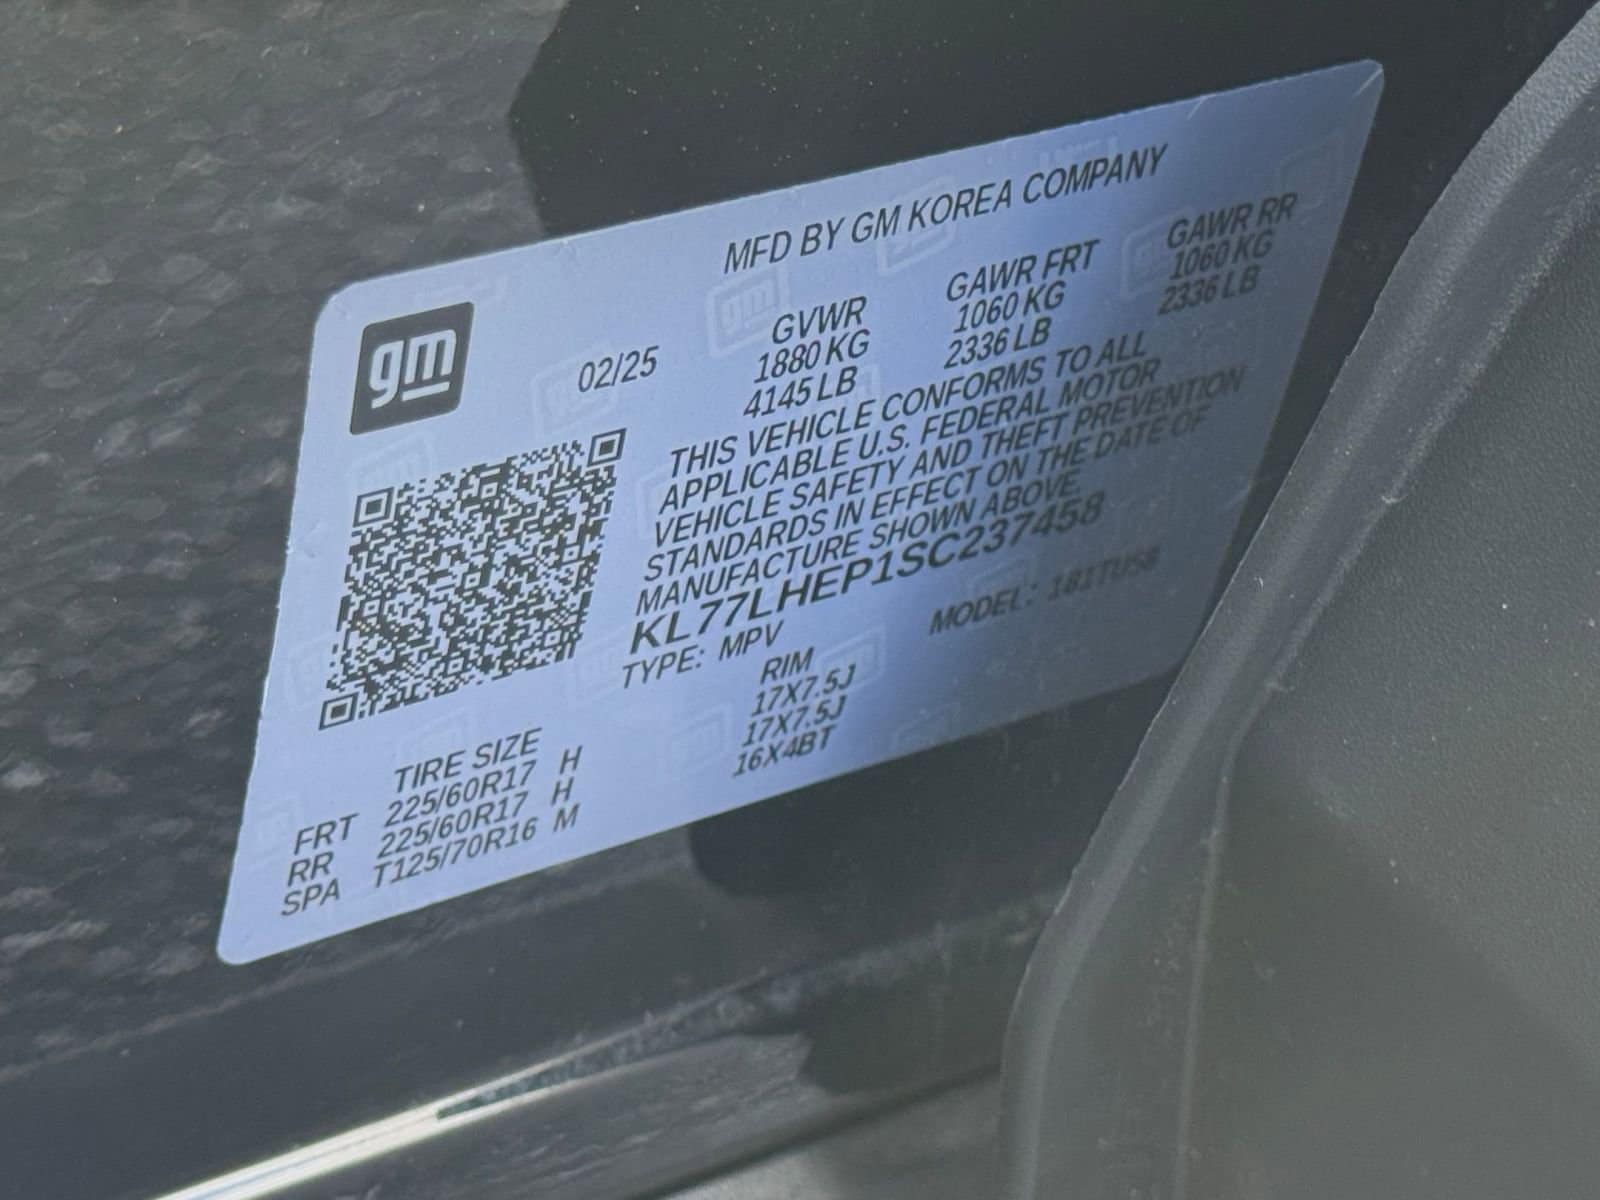 MFD BY GM KOREA COMPANY
gm
02/25
GVWR GAWR FRT GAWR RR
1880 KG 1060 KG 1060 KG
4145 LB 2336 LB 2336 LB
THIS VEHICLE CONFORMS TO ALL
APPLICABLE U.S. FEDERAL MOTOR
VEHICLE SAFETY AND THEFT PREVENTION
STANDARDS IN EFFECT ON THE DATE OF
MANUFACTURE SHOWN ABOVE.
KL77LHEP1SC237458
TYPE: MPV MODEL: 1B1TU58
TIRE SIZE RIM
FRT 225/60R17 H 17X7.5J
RR 225/60R17 H 17X7.5J
SPA T125/70R16 M 16X4BT